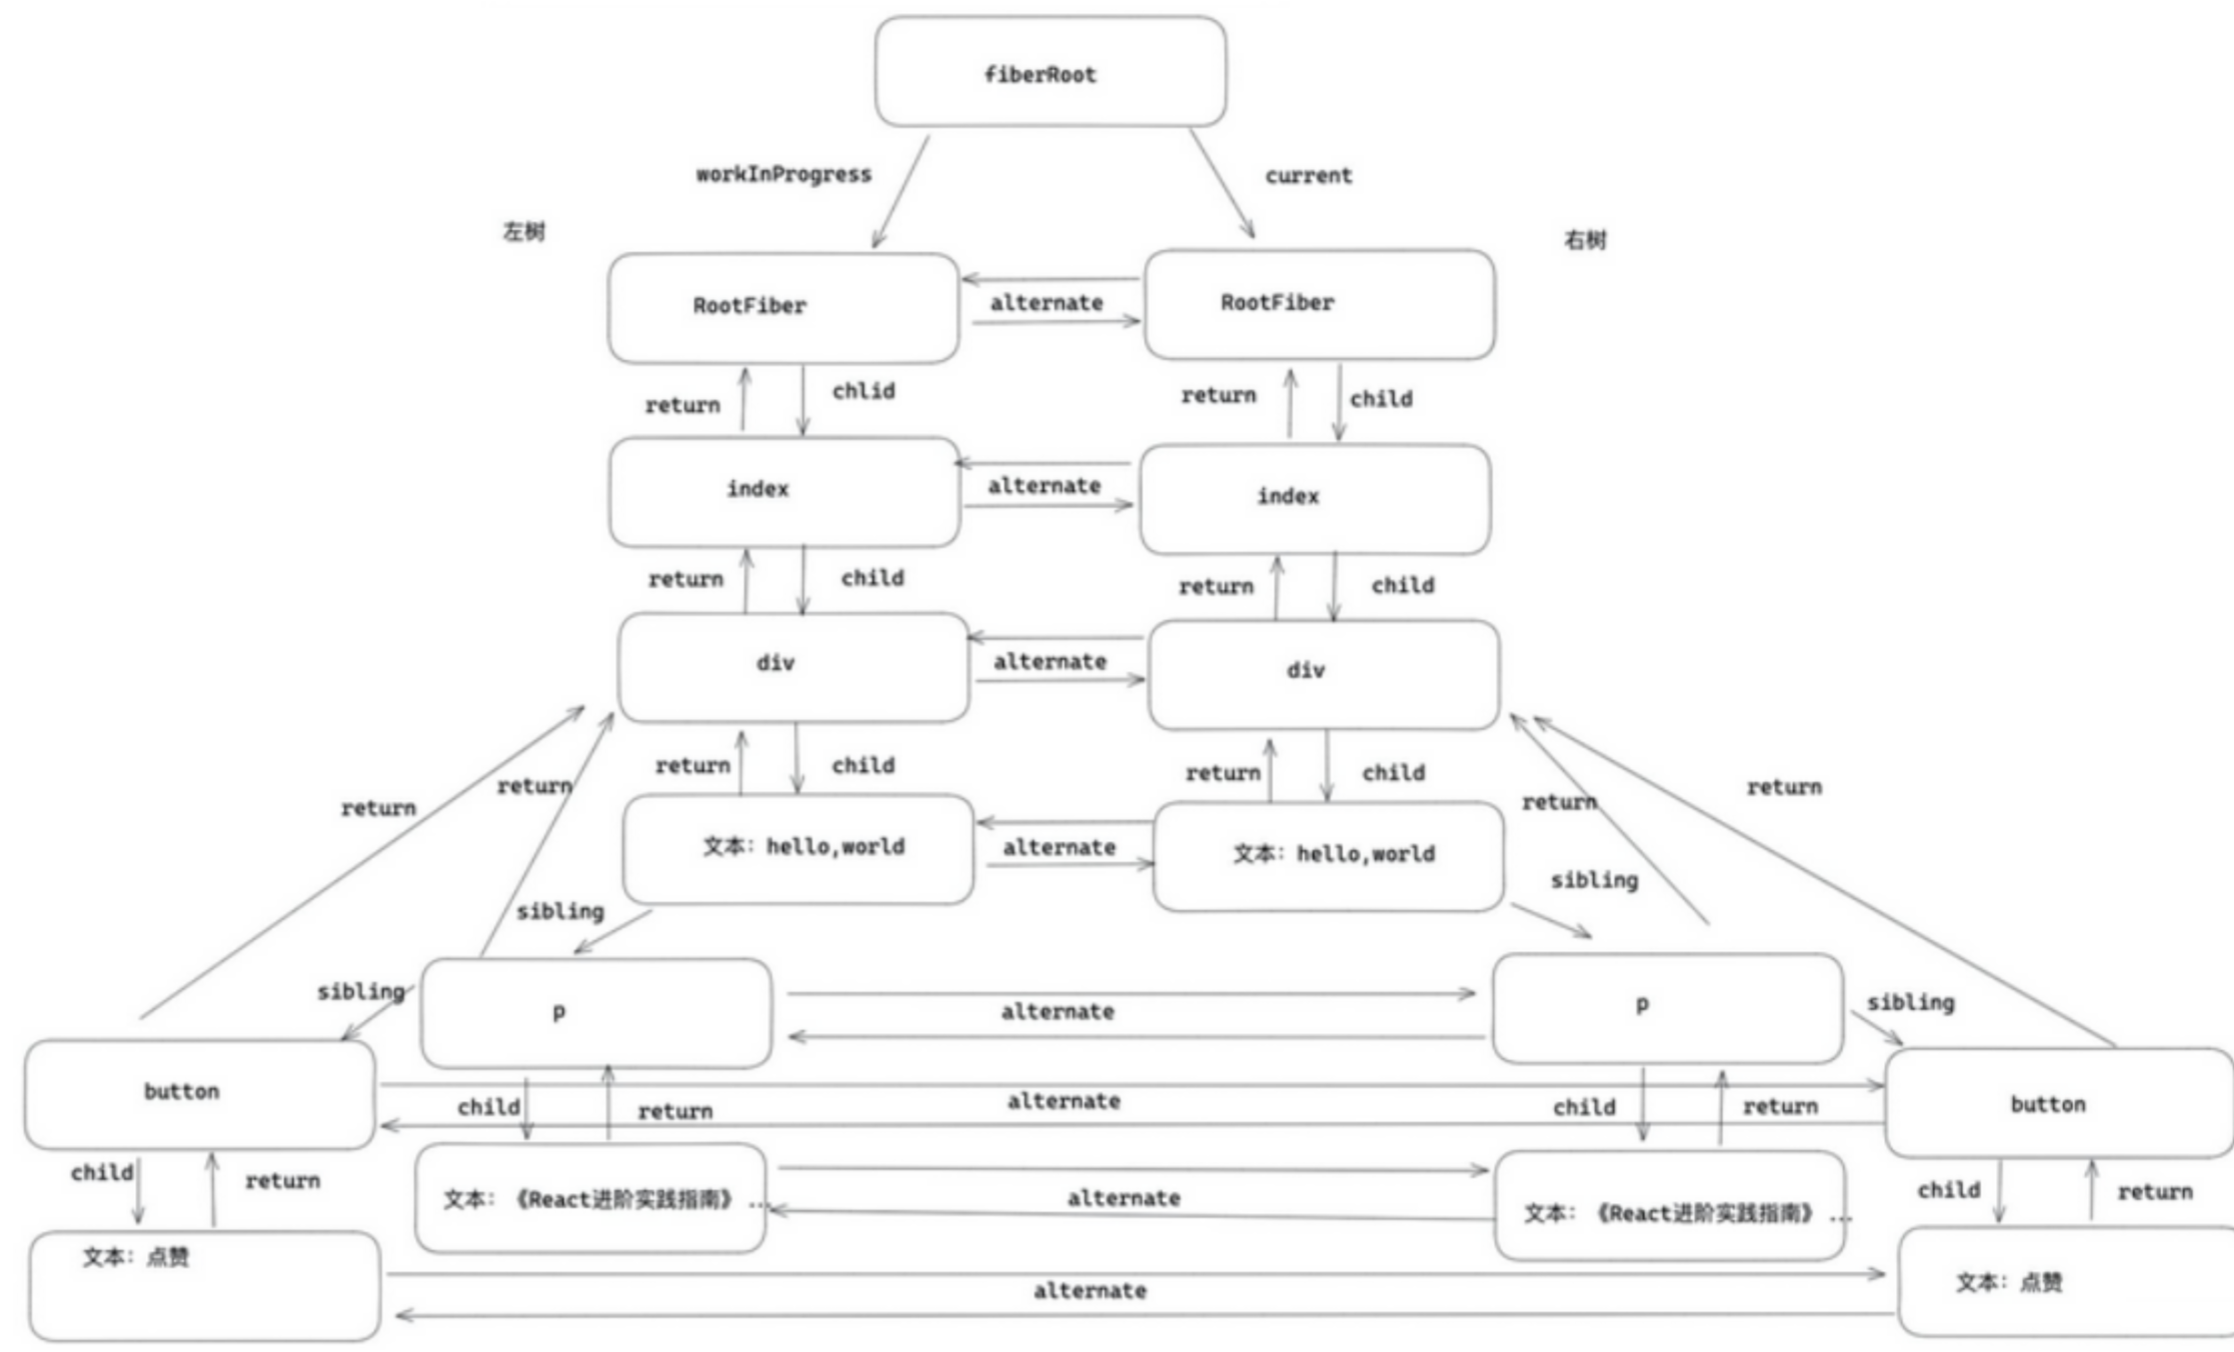 fiberRoot
workInProgress
current
左树
右树
RootFiber
alternate
RootFiber
return
chlid
return
child
index
alternate
index
return
child
return
child
div
alternate
div
return
return
return
child
return
child
return
return
文本：hello,world
alternate
文本：hello,world
sibling
sibling
sibling
p
alternate
p
sibling
button
child
return
alternate
child
return
button
child
return
文本：《React进阶实践指南》 ...
alternate
文本：《React进阶实践指南》 ...
child
return
文本：点赞
alternate
文本：点赞